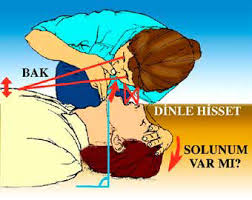 BAK
DİNLE HİSSET
SOLUNUM
VAR MI?